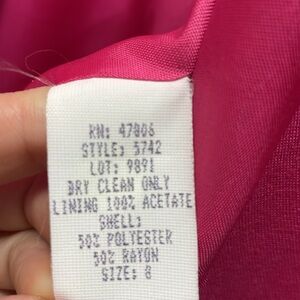 RN: 47006
STYLE: 5742
LOT: 9891
DRY CLEAN ONLY
LINING 100% ACETATE
SHELL:
50% POLYESTER
50% RAYON
SIZE: 8